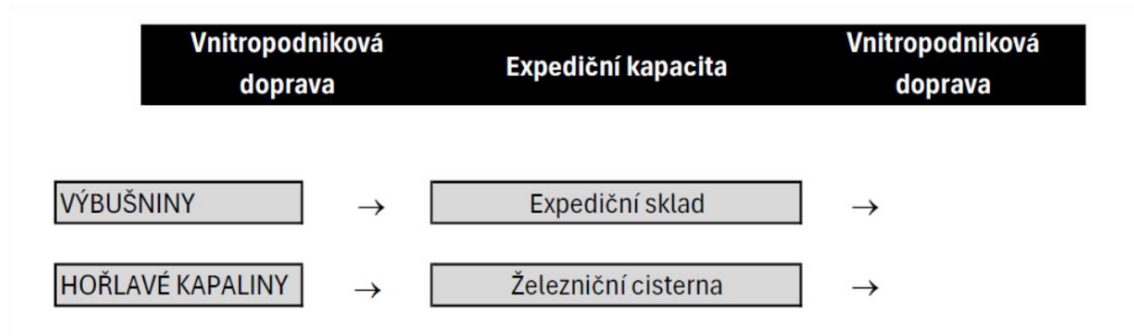 Vnitropodniková doprava
Expediční kapacita
Vnitropodniková doprava
VÝBUŠNINY → Expediční sklad →
HOŘLAVÉ KAPALINY → Železniční cisterna →